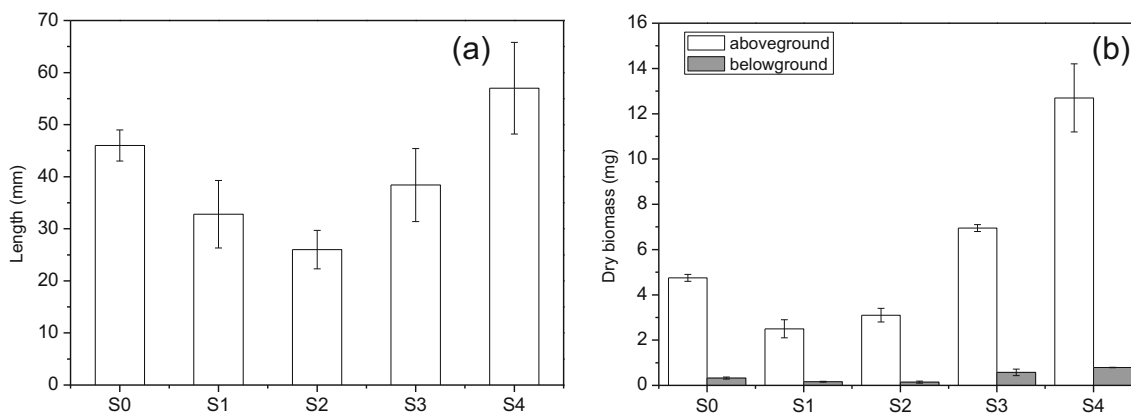 (a)
70
60
50
40
30
20
10
0
Length (mm)
S0 S1 S2 S3 S4
(b)
aboveground
belowground
16
14
12
10
8
6
4
2
0
Dry biomass (mg)
S0 S1 S2 S3 S4